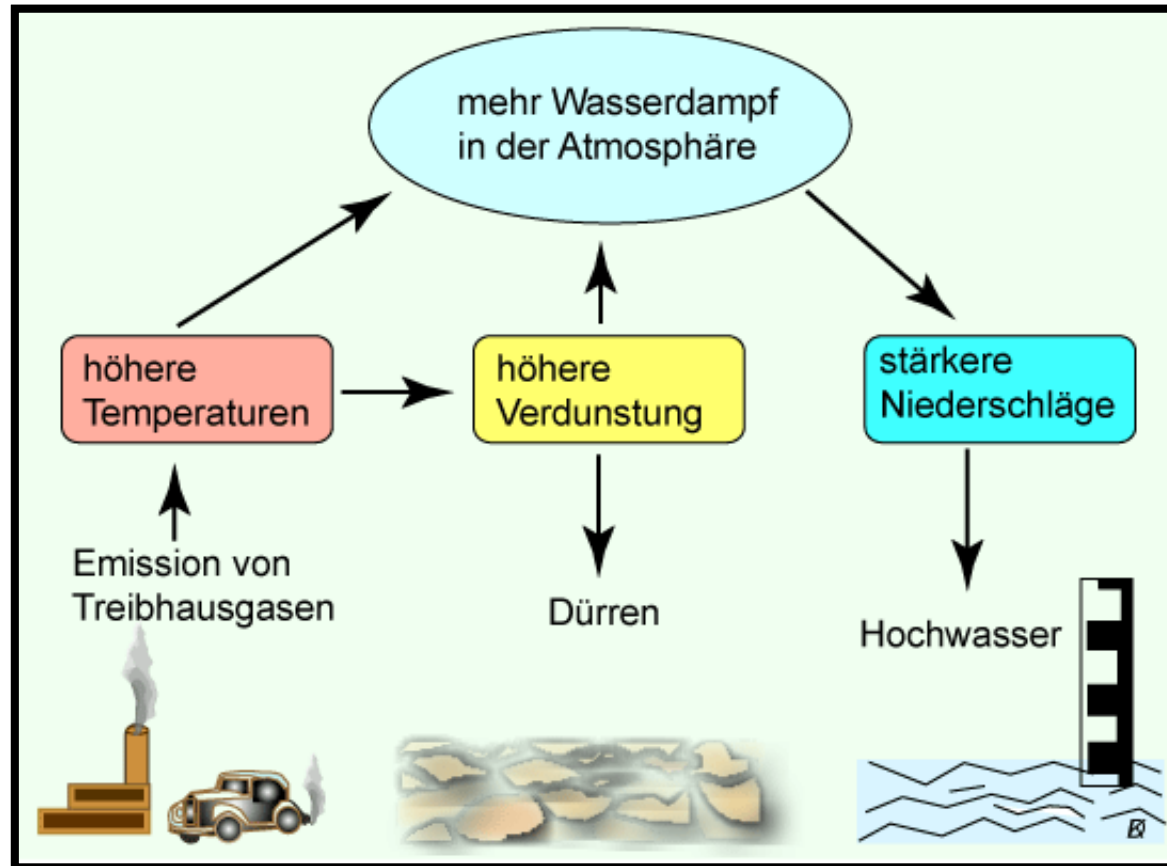 mehr Wasserdampf
in der Atmosphäre
höhere
Temperaturen
höhere
Verdunstung
stärkere
Niederschläge
Emission von
Treibhausgasen
Dürren
Hochwasser